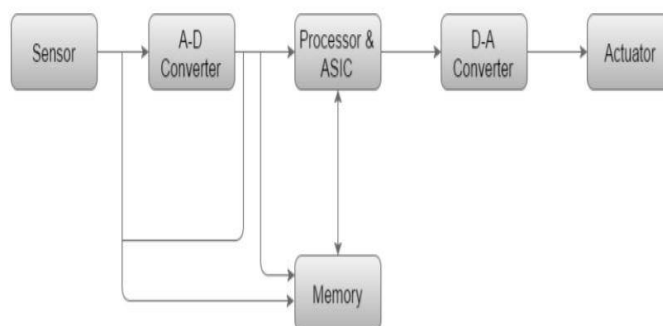 Sensor
A-D
Converter
Processor &
ASIC
D-A
Converter
Actuator
Memory